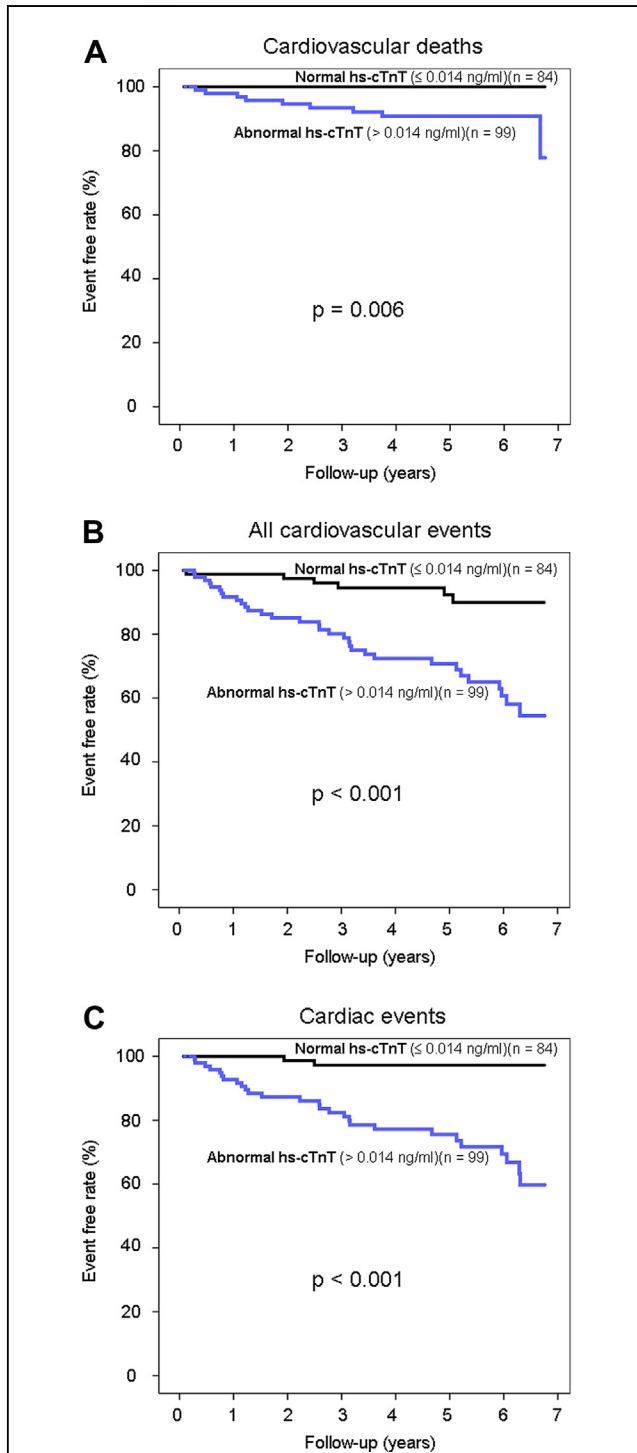 A
Cardiovascular deaths
Normal hs-cTnT (≤ 0.014 ng/ml)(n = 84)
Abnormal hs-cTnT (> 0.014 ng/ml)(n = 99)
Event free rate (%)
100
80
60
40
20
0
p = 0.006
0 1 2 3 4 5 6 7
Follow-up (years)
B
All cardiovascular events
Normal hs-cTnT (≤ 0.014 ng/ml)(n = 84)
Abnormal hs-cTnT (> 0.014 ng/ml)(n = 99)
Event free rate (%)
100
80
60
40
20
0
p < 0.001
0 1 2 3 4 5 6 7
Follow-up (years)
C
Cardiac events
Normal hs-cTnT (≤ 0.014 ng/ml)(n = 84)
Abnormal hs-cTnT (> 0.014 ng/ml)(n = 99)
Event free rate (%)
100
80
60
40
20
0
p < 0.001
0 1 2 3 4 5 6 7
Follow-up (years)